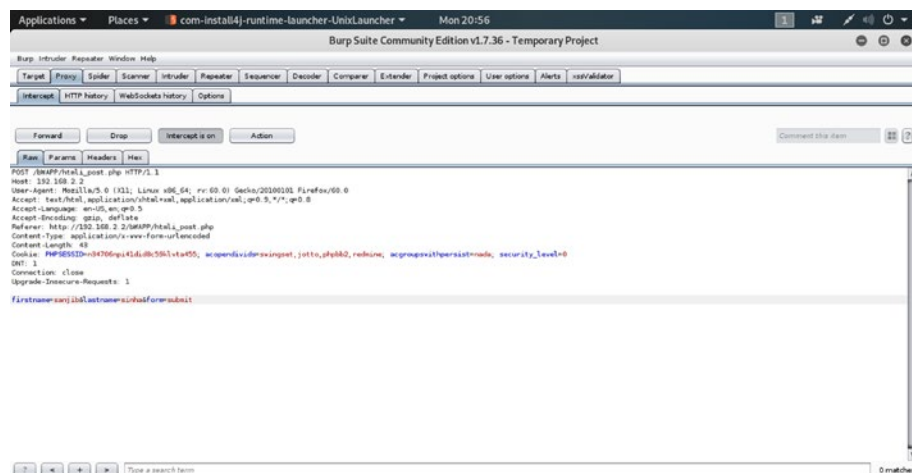 Applications Places com-install4j-runtime-launcher-UnixLauncher Mon 20:56 1
Burp Suite Community Edition v1.7.36 - Temporary Project
Burp Intruder Repeater Window Help
Target Proxy Spider Scanner Intruder Repeater Sequencer Decoder Comparer Extender Project options User options Alerts xssValidator
Intercept HTTP history WebSockets history Options
Forward Drop Intercept is on Action Comment this item ?
Raw Params Headers Hex
POST /bWAPP/htmli_post.php HTTP/1.1
Host: 192.168.2.2
User-Agent: Mozilla/5.0 (X11; Linux x86_64; rv:60.0) Gecko/20100101 Firefox/60.0
Accept: text/html,application/xhtml+xml,application/xml;q=0.9,*/*;q=0.8
Accept-Language: en-US,en;q=0.5
Accept-Encoding: gzip, deflate
Referer: http://192.168.2.2/bWAPP/htmli_post.php
Content-Type: application/x-www-form-urlencoded
Content-Length: 43
Cookie: acopendivids=swingset,jotto,phpbb2,redmine; acgroupswithpersist=nada; security_level=0
DNT: 1
Connection: close
Upgrade-Insecure-Requests: 1
firstname=sanjib&lastname=sinha&form=submit
? < + > Type a search term 0 matches